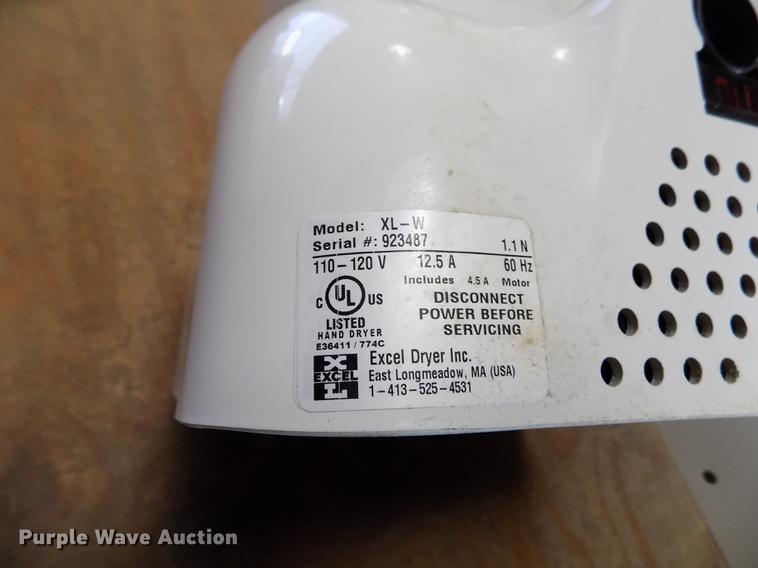 Model: XL-W
Serial #: 923487 1.1 N
110-120 V 12.5 A 60 Hz
Includes 4.5 A Motor
C UL US
LISTED
HAND DRYER
E36411 / 774C
DISCONNECT
POWER BEFORE
SERVICING
X
EXCEL
L
Excel Dryer Inc.
East Longmeadow, MA (USA)
1-413-525-4531
Purple Wave Auction